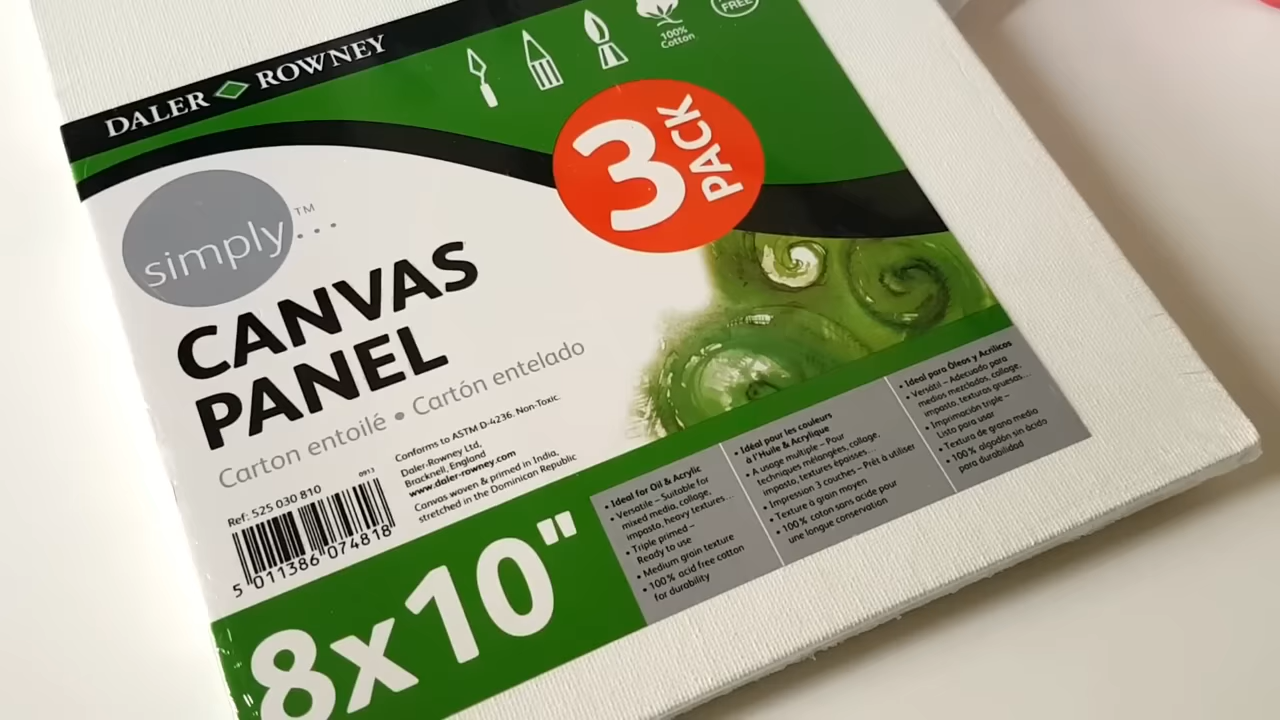 DALER ROWNEY
100%
Cotton
FREE
3
PACK
simply...™
CANVAS
PANEL
Carton entoilé • Cartón entelado
Conforms to ASTM D-4236. Non-Toxic.
Daler-Rowney Ltd,
Bracknell, England
www.daler-rowney.com
Canvas woven & printed in India,
stretched in the Dominican Republic
0913
Ref: 525 030 810
5 011386 074818
8x10"
• Ideal for Oil & Acrylic
• Versatile – Suitable for
mixed media, collage,
impasto, heavy textures...
• Triple primed –
Ready to use
• Medium grain texture
• 100% acid free cotton
for durability
• Idéal pour les couleurs
à l'Huile & Acrylique
• A usage multiple – Pour
techniques mélangées, collage,
impasto, textures épaisses...
• Impression 3 couches – Prêt à utiliser
• Texture à grain moyen
• 100% coton sans acide pour
une longue conservation
• Ideal para Óleos y Acrílicos
• Versátil – Adecuado para
medios mezclados, collage,
impasto, texturas gruesas...
• Imprimación triple –
Lista para usar
• Textura de grano medio
• 100% algodón sin ácido
para durabilidad